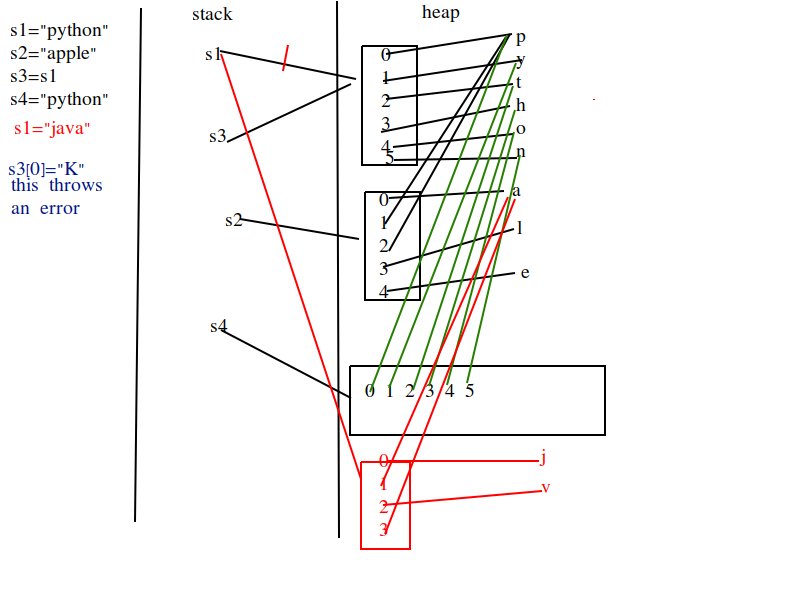 stack
heap
s1="python"
s2="apple"
s3=s1
s4="python"
s1="java"
s3[0]="K"
this throws
an error
s1
s3
s2
s4
0
1
2
3
4
5
p
y
t
h
o
n
a
l
e
0
1
2
3
4
0 1 2 3 4 5
0
1
2
3
j
v